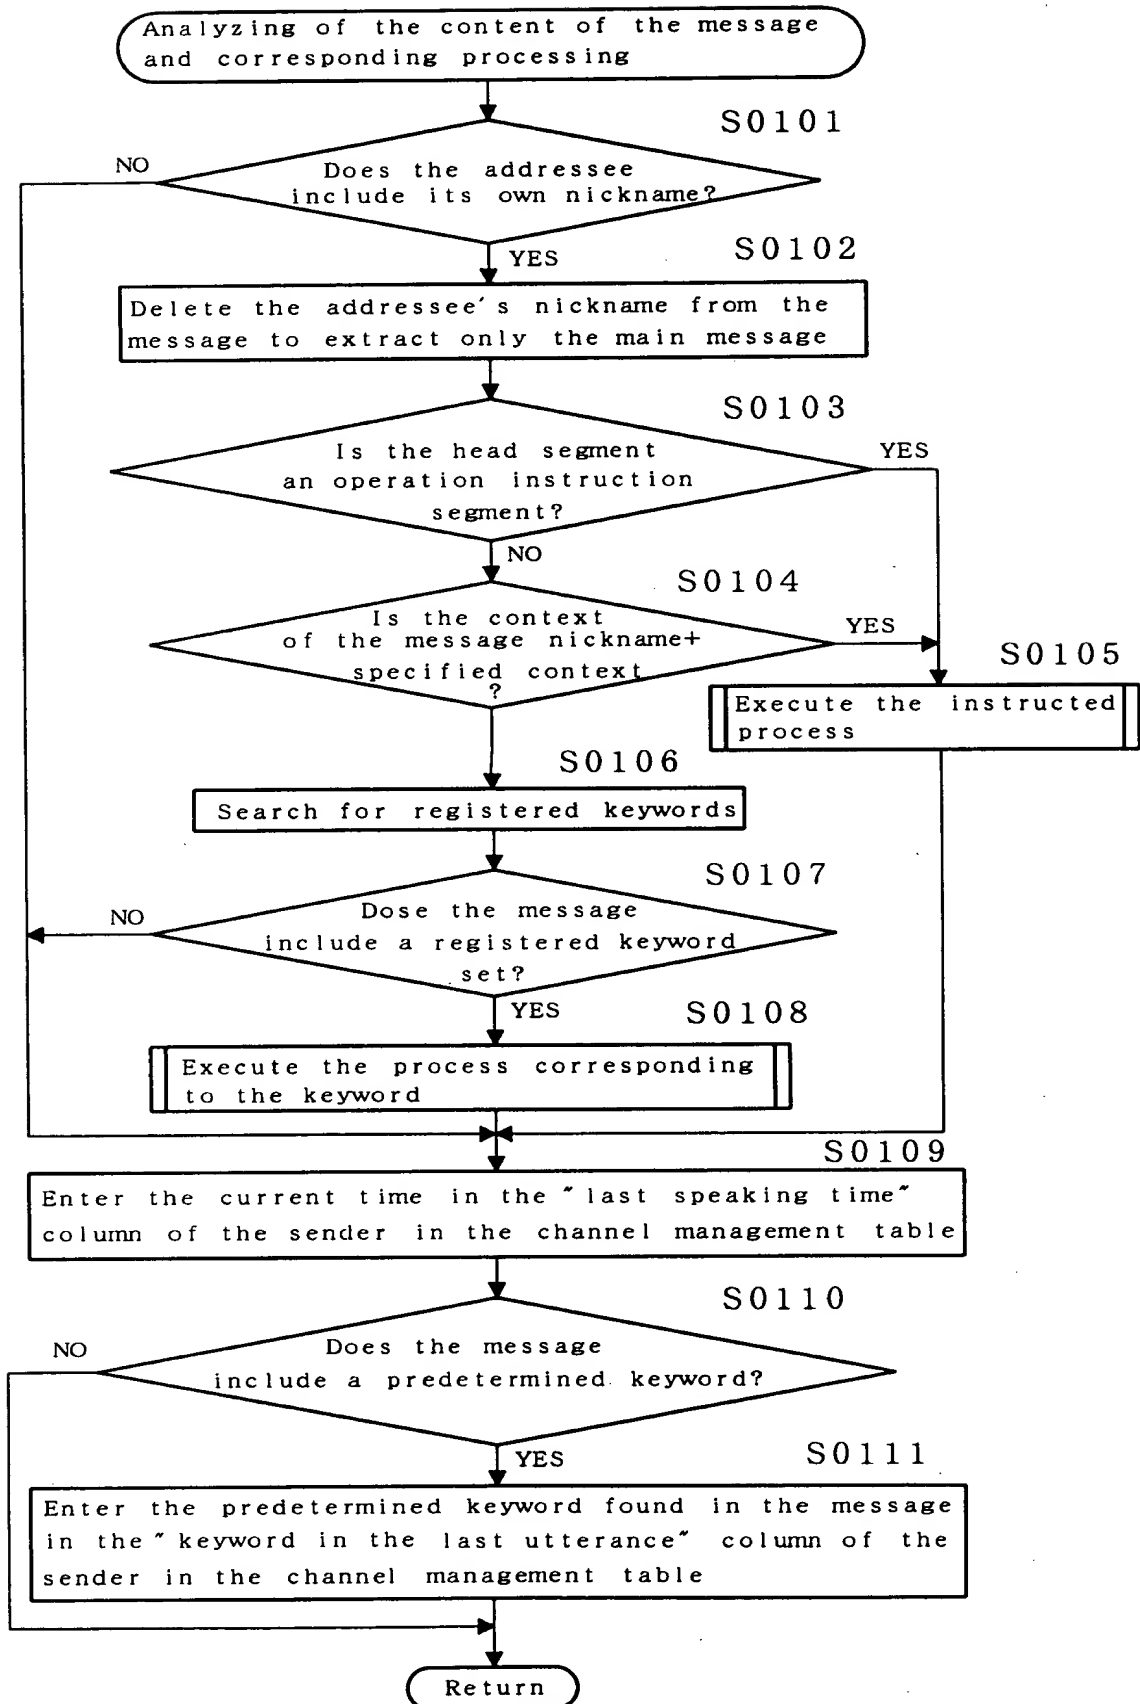 Analyzing of the content of the message
and corresponding processing
S0101
NO
Does the addressee
include its own nickname?
YES
S0102
Delete the addressee's nickname from the
message to extract only the main message
S0103
Is the head segment
an operation instruction
segment?
YES
NO
S0104
Is the context
of the message nickname+
specified context
?
YES
S0105
Execute the instructed
process
S0106
Search for registered keywords
S0107
NO
Dose the message
include a registered keyword
set?
YES
S0108
Execute the process corresponding
to the keyword
S0109
Enter the current time in the "last speaking time"
column of the sender in the channel management table
S0110
NO
Does the message
include a predetermined keyword?
YES
S0111
Enter the predetermined keyword found in the message
in the "keyword in the last utterance" column of the
sender in the channel management table
Return